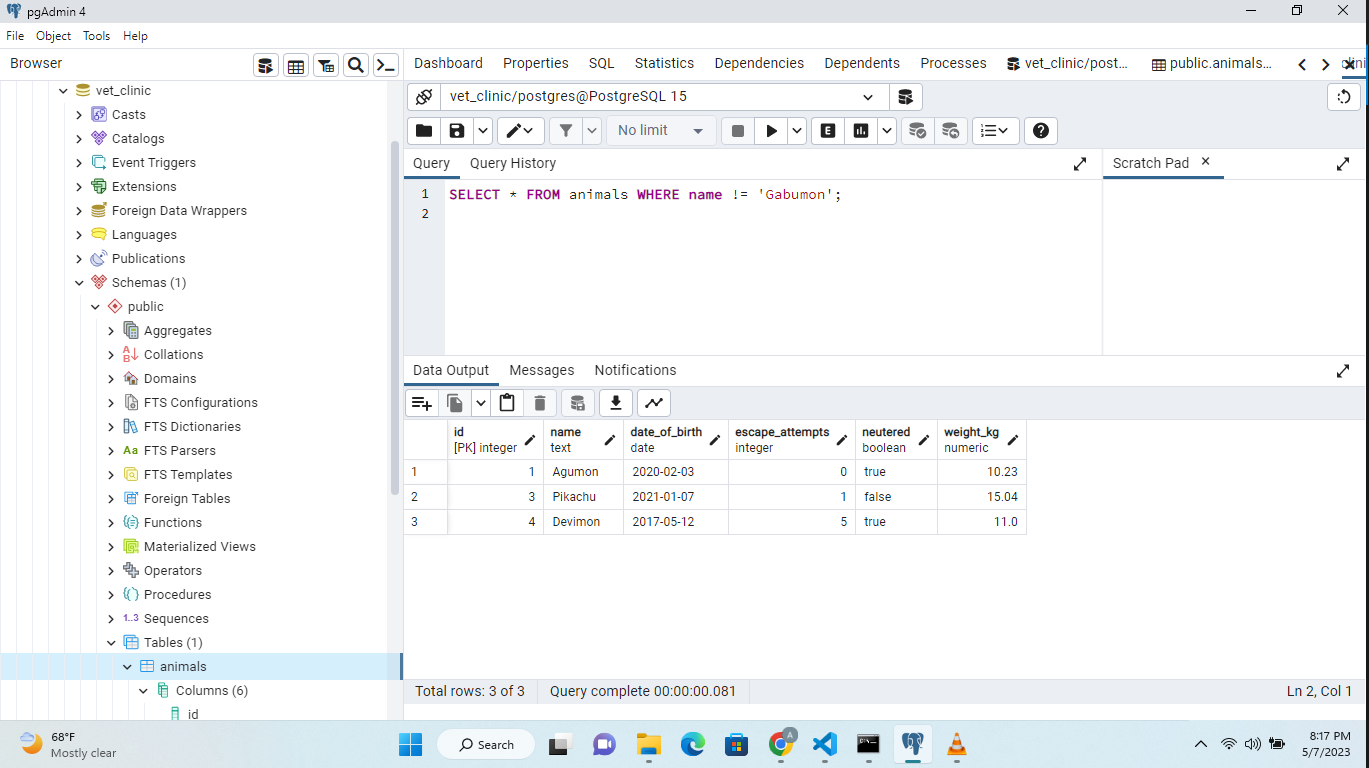 pgAdmin 4
File Object Tools Help
Browser
vet_clinic
Casts
Catalogs
Event Triggers
Extensions
Foreign Data Wrappers
Languages
Publications
Schemas (1)
public
Aggregates
Collations
Domains
FTS Configurations
FTS Dictionaries
Aa FTS Parsers
FTS Templates
Foreign Tables
Functions
Materialized Views
Operators
Procedures
1..3 Sequences
Tables (1)
animals
Columns (6)
id
Dashboard Properties SQL Statistics Dependencies Dependents Processes vet_clinic/post... public.animals...
vet_clinic/postgres@PostgreSQL 15
No limit
Query Query History
Scratch Pad
1 SELECT * FROM animals WHERE name != 'Gabumon';
2
Data Output Messages Notifications
id name date_of_birth escape_attempts neutered weight_kg
[PK] integer text date integer boolean numeric
1 1 Agumon 2020-02-03 0 true 10.23
2 3 Pikachu 2021-01-07 1 false 15.04
3 4 Devimon 2017-05-12 5 true 11.0
Total rows: 3 of 3 Query complete 00:00:00.081 Ln 2, Col 1
68°F
Mostly clear
Search
8:17 PM
5/7/2023